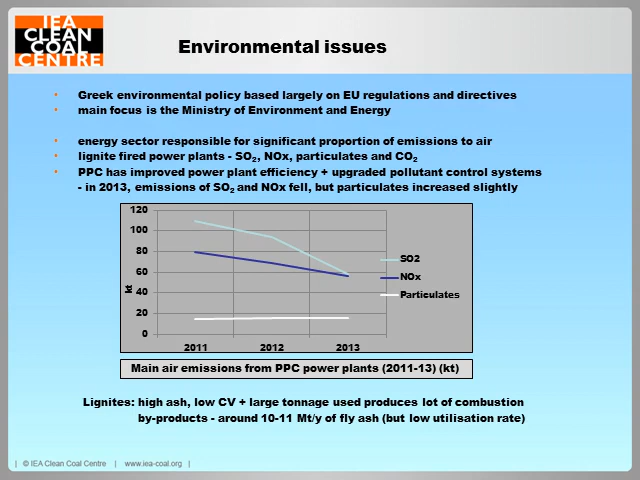 IEA
CLEAN
COAL
CENTRE
Environmental issues
• Greek environmental policy based largely on EU regulations and directives
• main focus is the Ministry of Environment and Energy
• energy sector responsible for significant proportion of emissions to air
• lignite fired power plants - SO₂, NOx, particulates and CO₂
• PPC has improved power plant efficiency + upgraded pollutant control systems
- in 2013, emissions of SO₂ and NOx fell, but particulates increased slightly
120
100
80
60
40
20
0
kt
2011 2012 2013
SO2
NOx
Particulates
Main air emissions from PPC power plants (2011-13) (kt)
Lignites: high ash, low CV + large tonnage used produces lot of combustion
by-products - around 10-11 Mt/y of fly ash (but low utilisation rate)
| © IEA Clean Coal Centre | www.iea-coal.org |